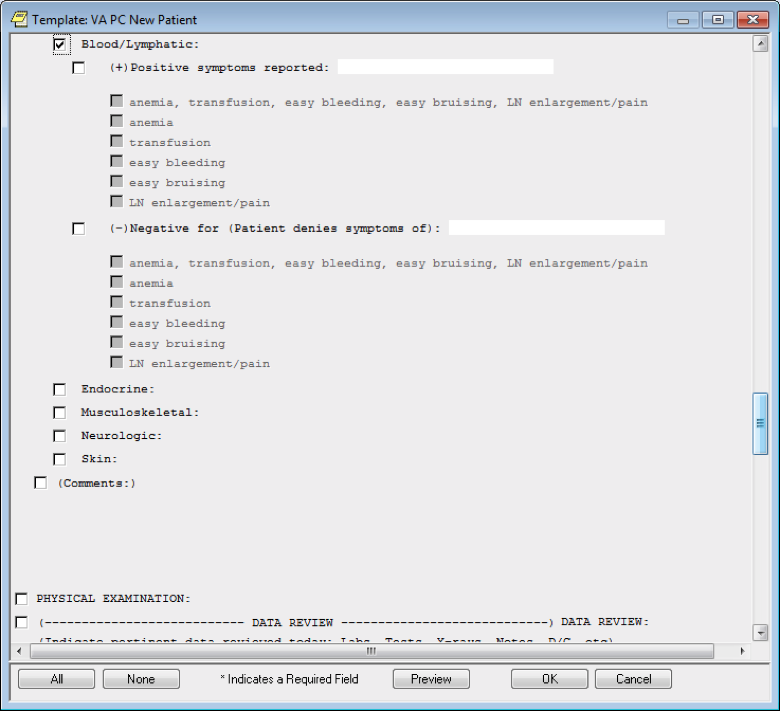 Template: VA PC New Patient
Blood/Lymphatic:
(+)Positive symptoms reported:
anemia, transfusion, easy bleeding, easy bruising, LN enlargement/pain
anemia
transfusion
easy bleeding
easy bruising
LN enlargement/pain
(-)Negative for (Patient denies symptoms of):
anemia, transfusion, easy bleeding, easy bruising, LN enlargement/pain
anemia
transfusion
easy bleeding
easy bruising
LN enlargement/pain
Endocrine:
Musculoskeletal:
Neurologic:
Skin:
(Comments:)
PHYSICAL EXAMINATION:
(--------------------------- DATA REVIEW ----------------------------) DATA REVIEW:
(Indicate pertinent data reviewed today: Labs, Tests, X-rays, Notes, D/C, etc)
All None * Indicates a Required Field Preview OK Cancel